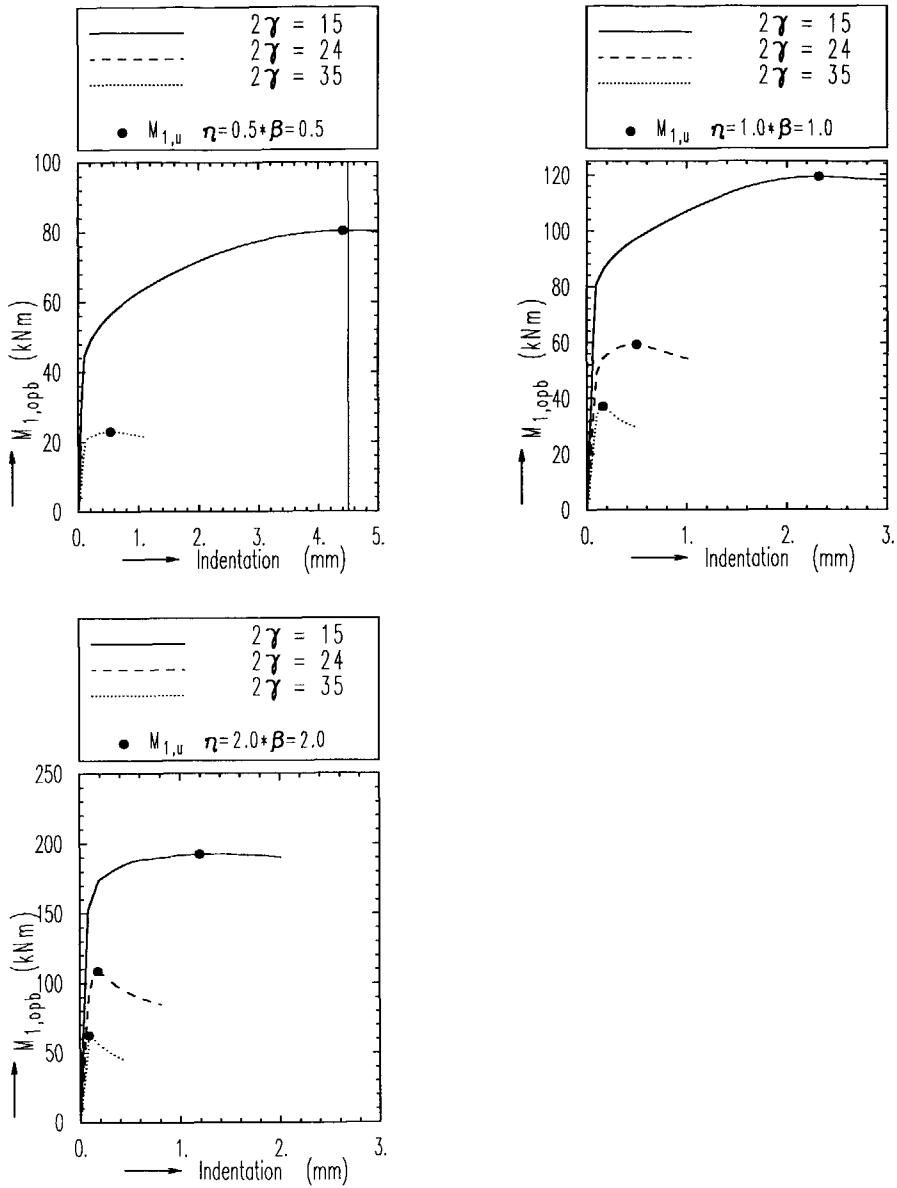 2γ = 15
2γ = 24
2γ = 35
● M1,u η=0.5*β=0.5
100
80
60
40
20
0
M1,opb (kNm)
0. 1. 2. 3. 4. 5.
Indentation (mm)
2γ = 15
2γ = 24
2γ = 35
● M1,u η=1.0*β=1.0
120
100
80
60
40
20
0
M1,opb (kNm)
0. 1. 2. 3.
Indentation (mm)
2γ = 15
2γ = 24
2γ = 35
● M1,u η=2.0*β=2.0
250
200
150
100
50
0
M1,opb (kNm)
0. 1. 2. 3.
Indentation (mm)